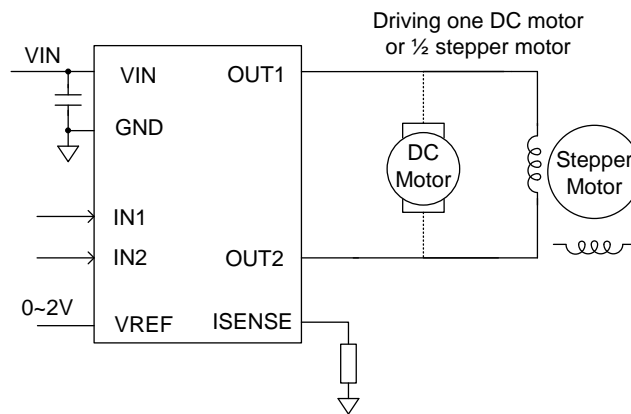 Driving one DC motor
or ½ stepper motor
VIN
VIN
OUT1
GND
DC
Motor
Stepper
Motor
IN1
IN2
OUT2
0~2V
VREF
ISENSE